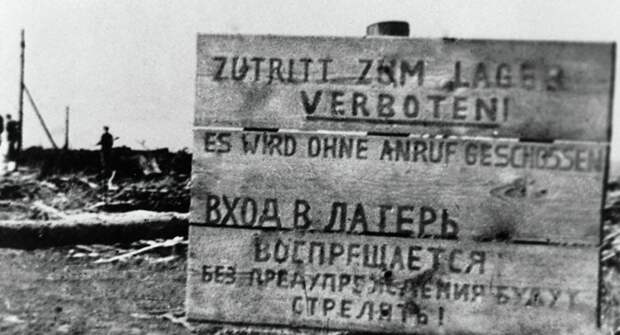 ZUTRITT ZUM LAGER
VERBOTEN!
ES WIRD OHNE ANRUF GESCHOSSEN
ВХОД В ЛАГЕРЬ
ВОСПРЕЩАЕТСЯ
БЕЗ ПРЕДУПРЕЖДЕНИЯ БУДУТ
СТРЕЛЯТЬ!